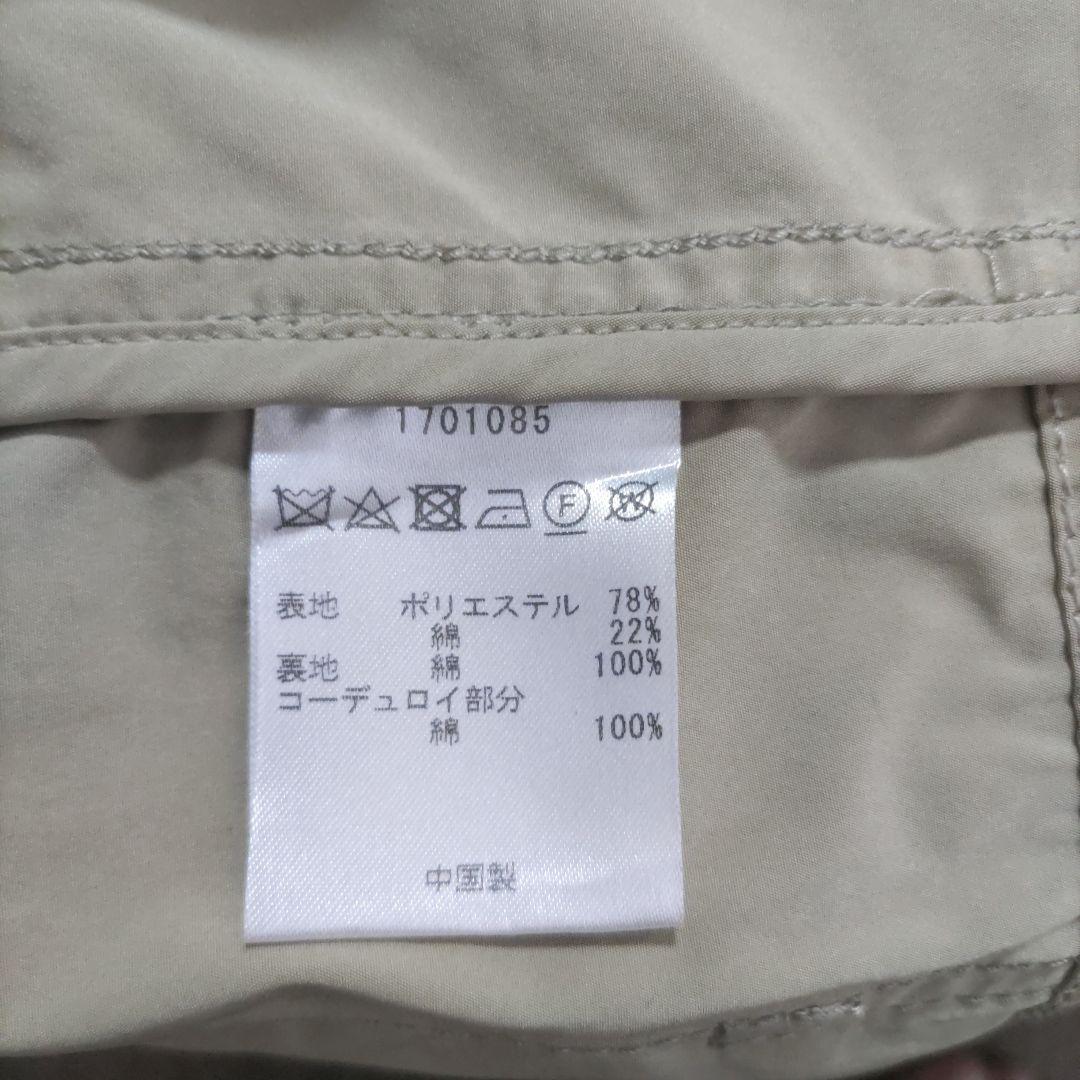 1701085
F
W
表地 ポリエステル 78%
綿 22%
裏地 綿 100%
コーデュロイ部分
綿 100%
中国製